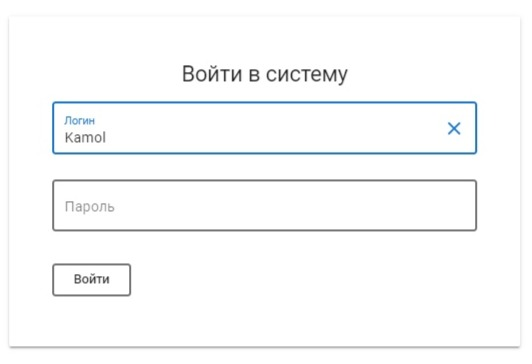 Войти в систему
Логин
Kamol
Пароль
Войти